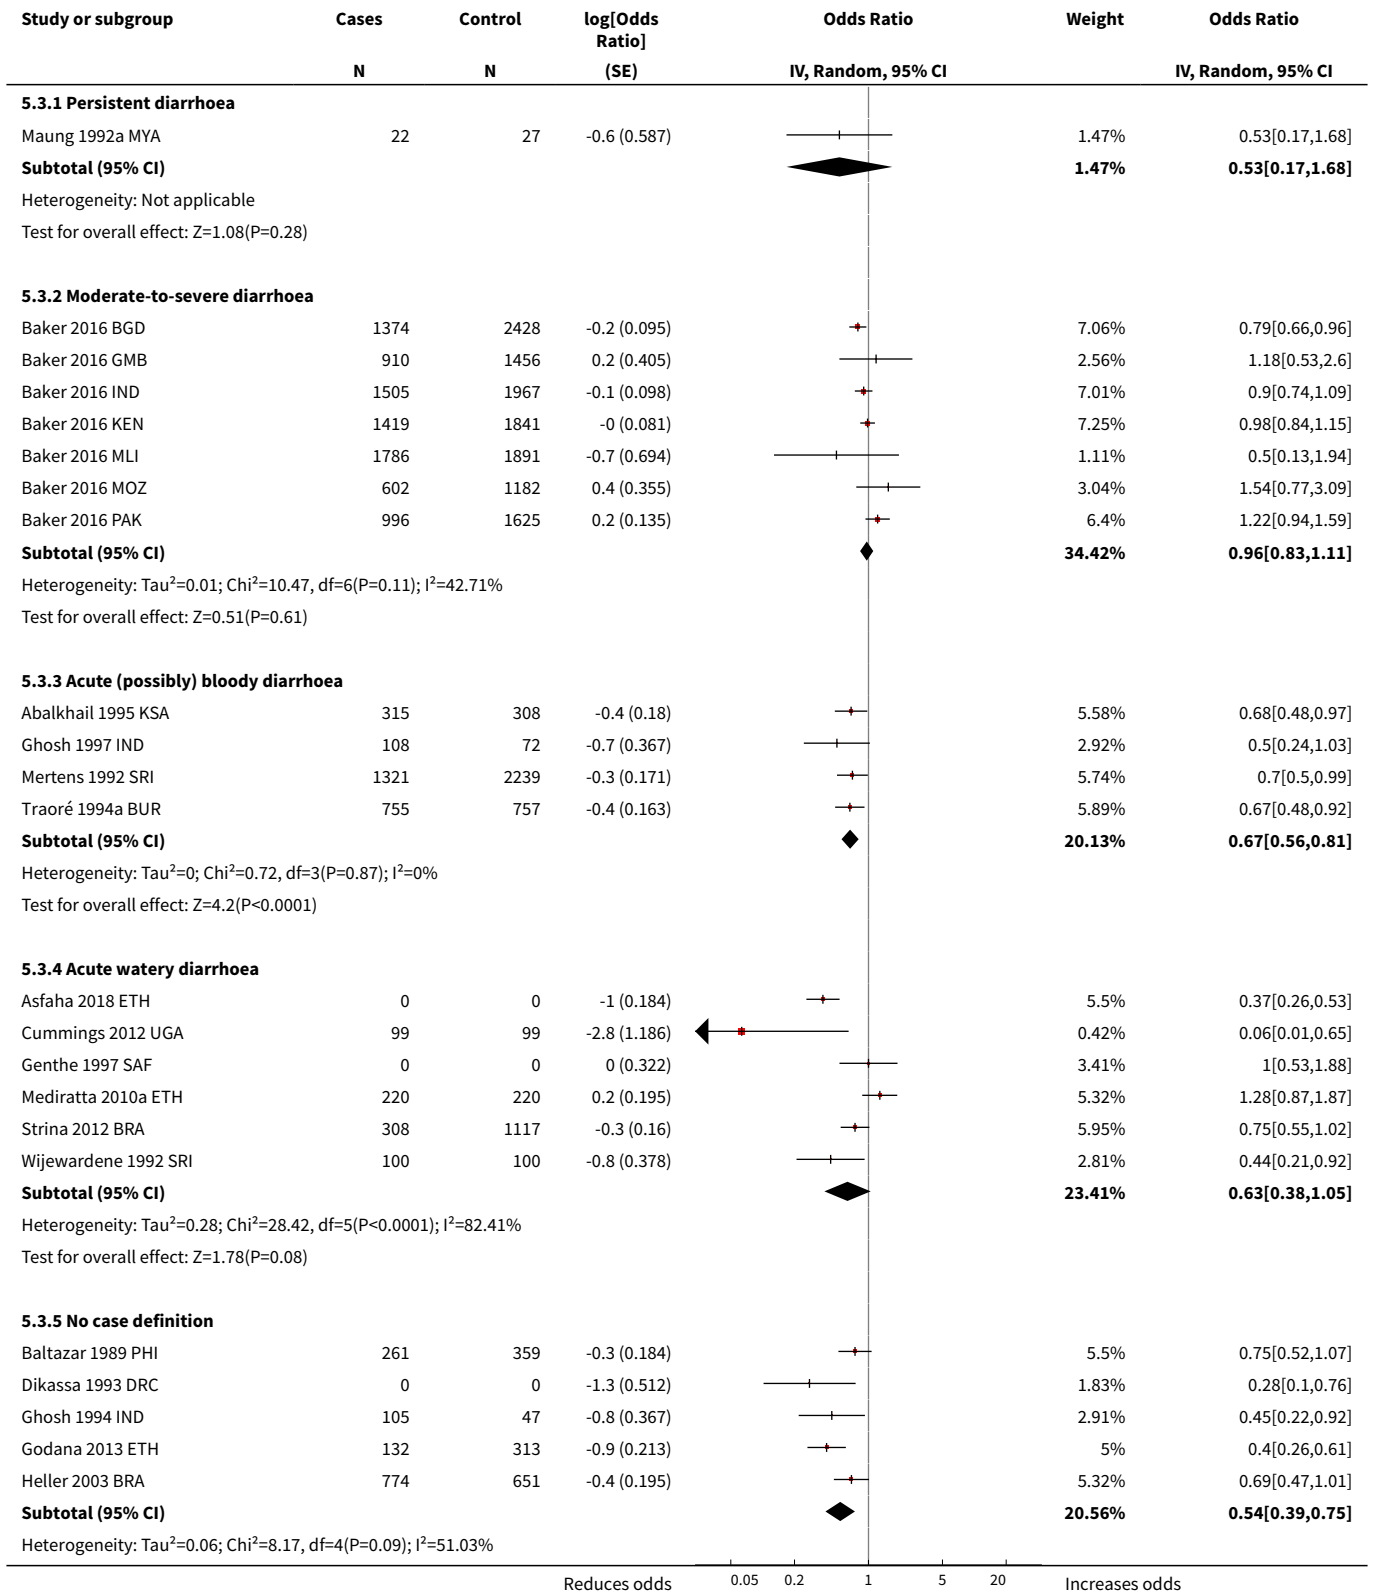 Study or subgroup Cases Control log[Odds Ratio] Odds Ratio Weight Odds Ratio
N N (SE) IV, Random, 95% CI IV, Random, 95% CI
5.3.1 Persistent diarrhoea
Maung 1992a MYA 22 27 -0.6 (0.587) 1.47% 0.53[0.17,1.68]
Subtotal (95% CI) 1.47% 0.53[0.17,1.68]
Heterogeneity: Not applicable
Test for overall effect: Z=1.08(P=0.28)
5.3.2 Moderate-to-severe diarrhoea
Baker 2016 BGD 1374 2428 -0.2 (0.095) 7.06% 0.79[0.66,0.96]
Baker 2016 GMB 910 1456 0.2 (0.405) 2.56% 1.18[0.53,2.6]
Baker 2016 IND 1505 1967 -0.1 (0.098) 7.01% 0.9[0.74,1.09]
Baker 2016 KEN 1419 1841 -0 (0.081) 7.25% 0.98[0.84,1.15]
Baker 2016 MLI 1786 1891 -0.7 (0.694) 1.11% 0.5[0.13,1.94]
Baker 2016 MOZ 602 1182 0.4 (0.355) 3.04% 1.54[0.77,3.09]
Baker 2016 PAK 996 1625 0.2 (0.135) 6.4% 1.22[0.94,1.59]
Subtotal (95% CI) 34.42% 0.96[0.83,1.11]
Heterogeneity: Tau²=0.01; Chi²=10.47, df=6(P=0.11); I²=42.71%
Test for overall effect: Z=0.51(P=0.61)
5.3.3 Acute (possibly) bloody diarrhoea
Abalkhail 1995 KSA 315 308 -0.4 (0.18) 5.58% 0.68[0.48,0.97]
Ghosh 1997 IND 108 72 -0.7 (0.367) 2.92% 0.5[0.24,1.03]
Mertens 1992 SRI 1321 2239 -0.3 (0.171) 5.74% 0.7[0.5,0.99]
Traoré 1994a BUR 755 757 -0.4 (0.163) 5.89% 0.67[0.48,0.92]
Subtotal (95% CI) 20.13% 0.67[0.56,0.81]
Heterogeneity: Tau²=0; Chi²=0.72, df=3(P=0.87); I²=0%
Test for overall effect: Z=4.2(P<0.0001)
5.3.4 Acute watery diarrhoea
Asfaha 2018 ETH 0 0 -1 (0.184) 5.5% 0.37[0.26,0.53]
Cummings 2012 UGA 99 99 -2.8 (1.186) 0.42% 0.06[0.01,0.65]
Genthe 1997 SAF 0 0 0 (0.322) 3.41% 1[0.53,1.88]
Mediratta 2010a ETH 220 220 0.2 (0.195) 5.32% 1.28[0.87,1.87]
Strina 2012 BRA 308 1117 -0.3 (0.16) 5.95% 0.75[0.55,1.02]
Wijewardene 1992 SRI 100 100 -0.8 (0.378) 2.81% 0.44[0.21,0.92]
Subtotal (95% CI) 23.41% 0.63[0.38,1.05]
Heterogeneity: Tau²=0.28; Chi²=28.42, df=5(P<0.0001); I²=82.41%
Test for overall effect: Z=1.78(P=0.08)
5.3.5 No case definition
Baltazar 1989 PHI 261 359 -0.3 (0.184) 5.5% 0.75[0.52,1.07]
Dikassa 1993 DRC 0 0 -1.3 (0.512) 1.83% 0.28[0.1,0.76]
Ghosh 1994 IND 105 47 -0.8 (0.367) 2.91% 0.45[0.22,0.92]
Godana 2013 ETH 132 313 -0.9 (0.213) 5% 0.4[0.26,0.61]
Heller 2003 BRA 774 651 -0.4 (0.195) 5.32% 0.69[0.47,1.01]
Subtotal (95% CI) 20.56% 0.54[0.39,0.75]
Heterogeneity: Tau²=0.06; Chi²=8.17, df=4(P=0.09); I²=51.03%
Reduces odds 0.05 0.2 1 5 20 Increases odds